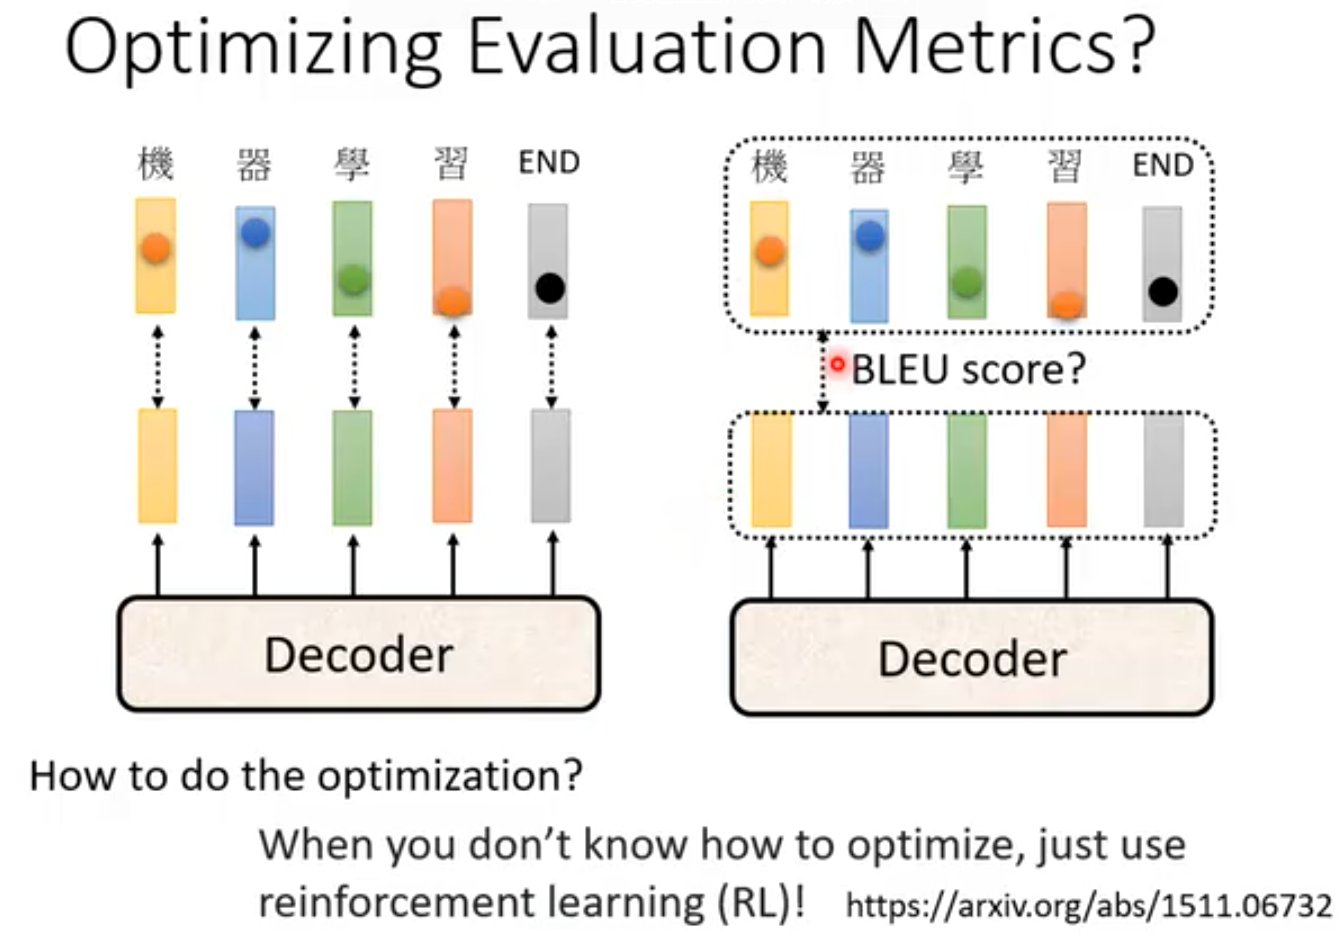 Optimizing Evaluation Metrics?
機 器 學 習 END
機 器 學 習 END
BLEU score?
Decoder
Decoder
How to do the optimization?
When you don't know how to optimize, just use
reinforcement learning (RL)! https://arxiv.org/abs/1511.06732